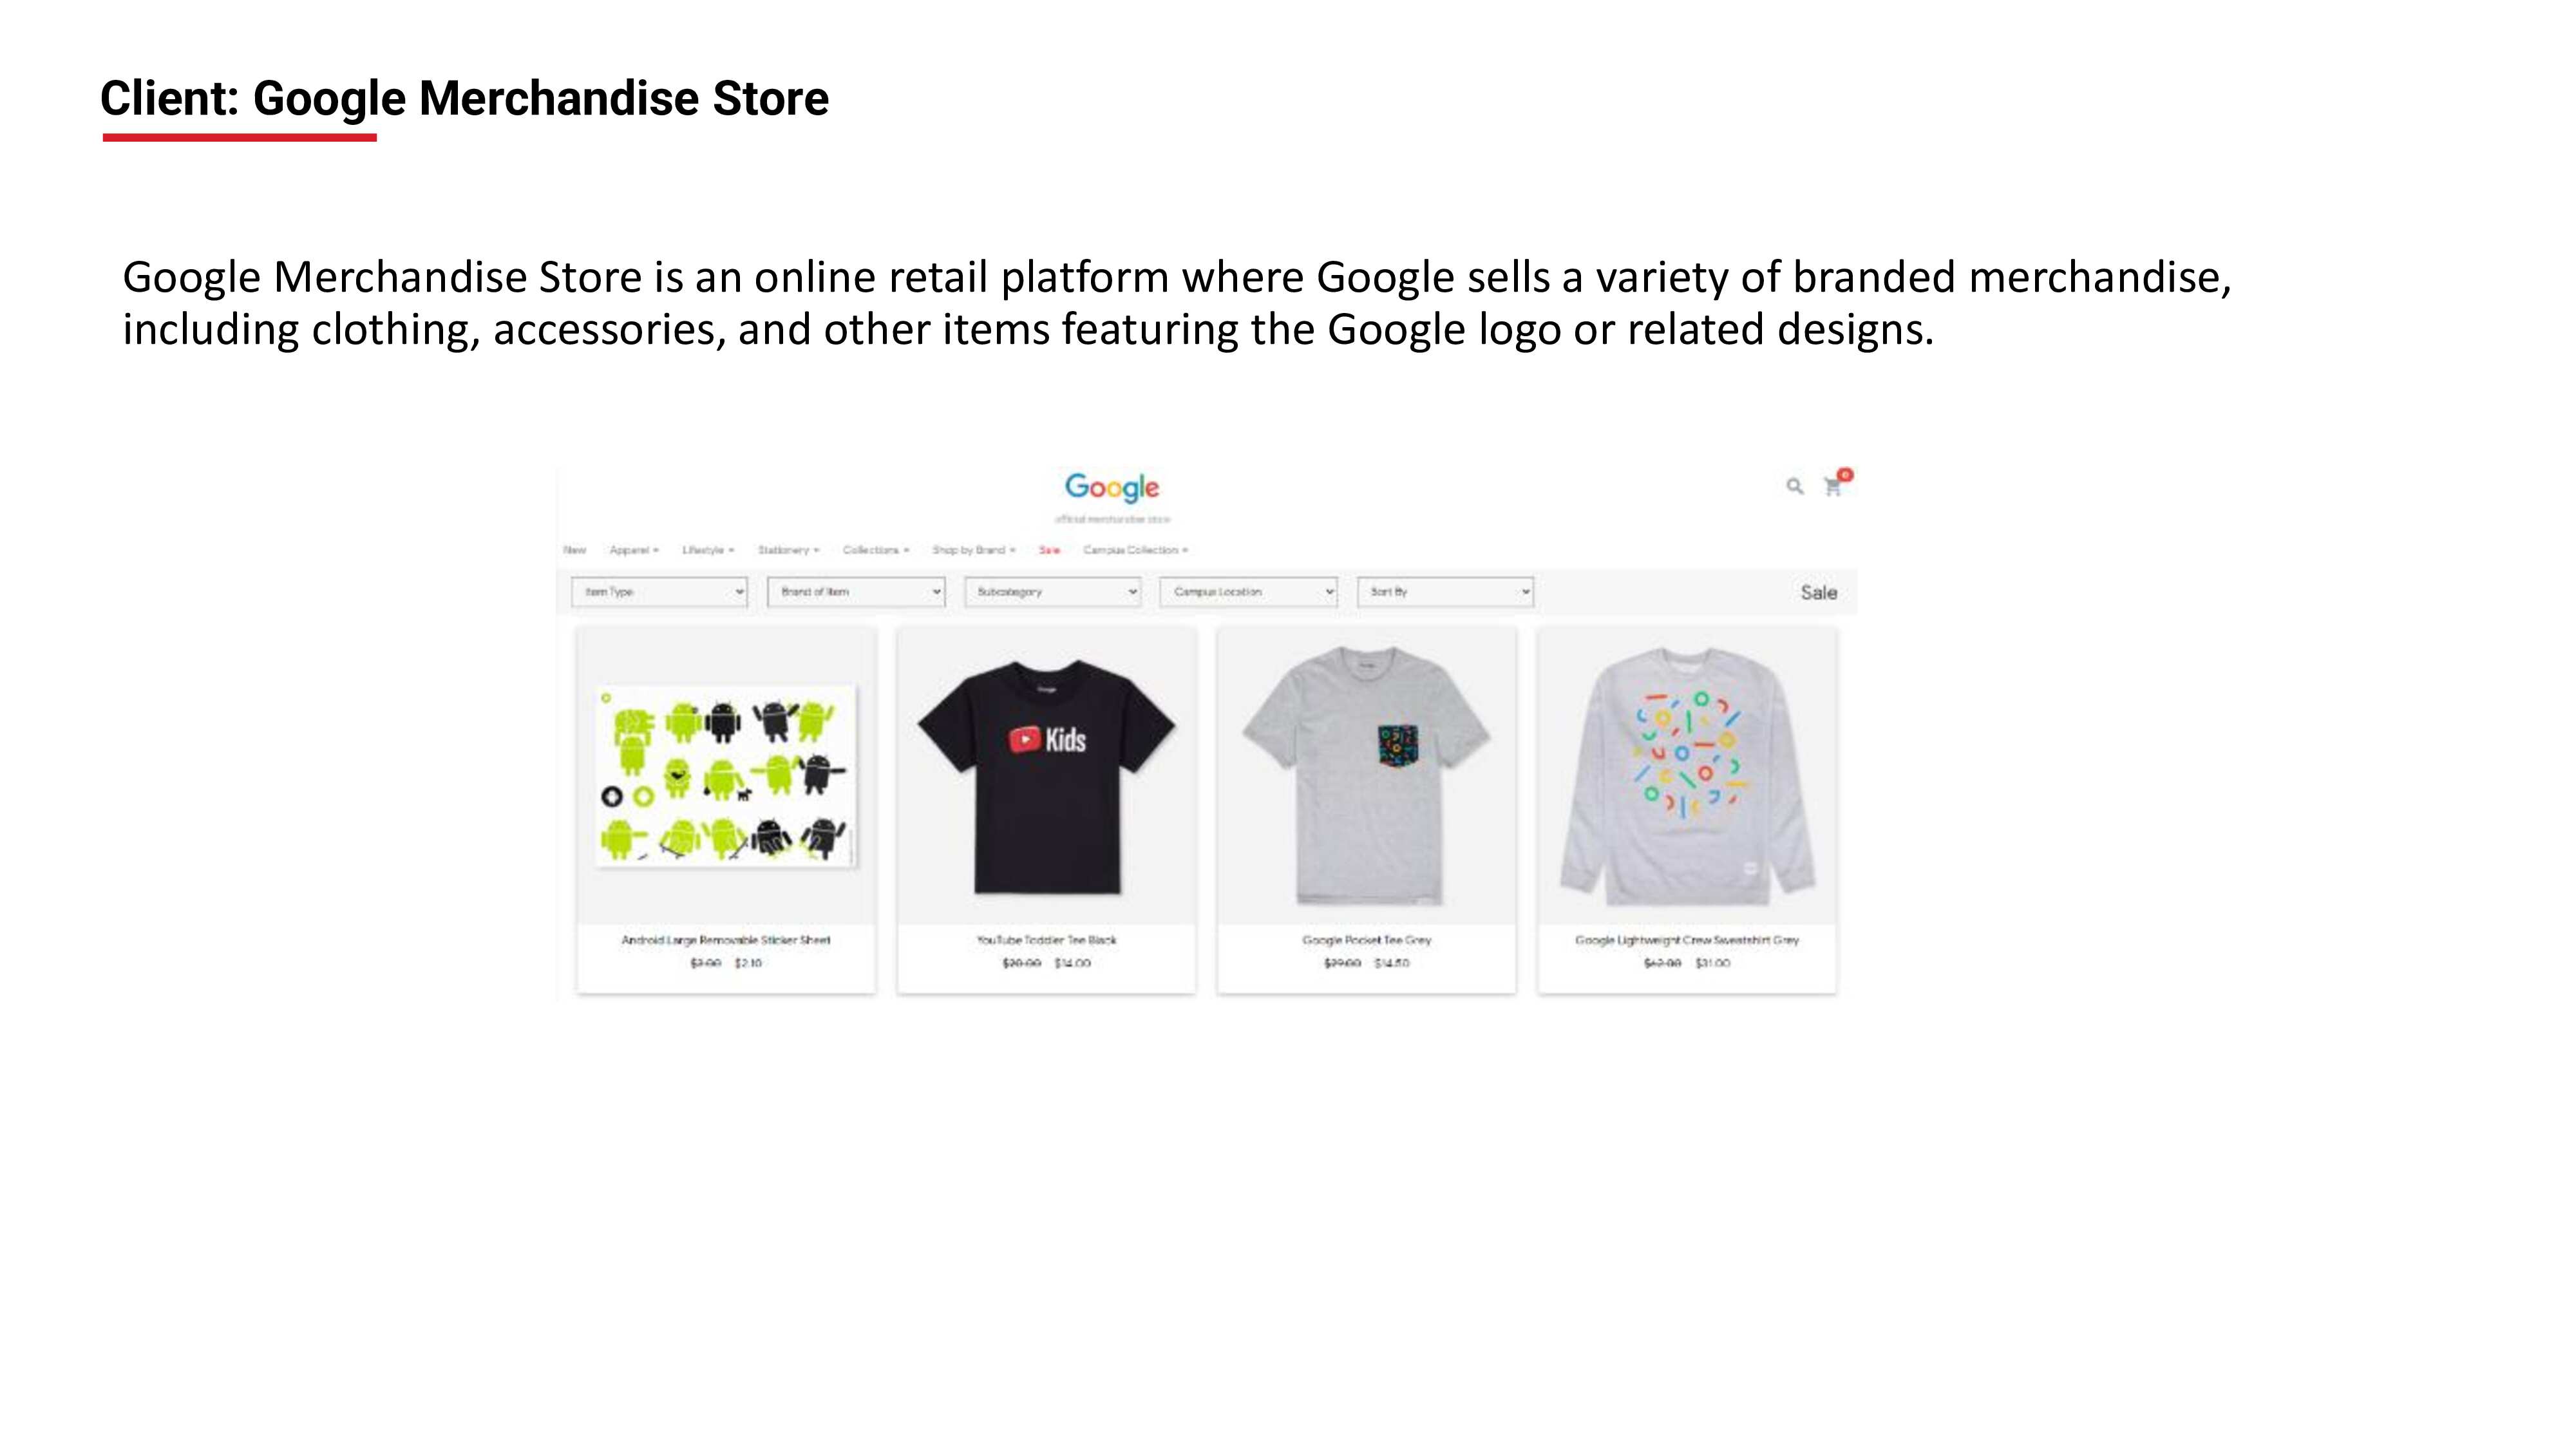 Client: Google Merchandise Store
Google Merchandise Store is an online retail platform where Google sells a variety of branded merchandise,
including clothing, accessories, and other items featuring the Google logo or related designs.
Google
0
official merchandise store
New Apparel Lifestyle Stationery Collections Shop by Brand Sale Campus Collection
Item Type Brand of Item Subcategory Campus Location Sort By Sale
Kids
Android Large Removable Sticker Sheet YouTube Toddler Tee Black Google Pocket Tee Grey Google Lightweight Crew Sweatshirt Grey
$3.00 $2.10 $20.00 $14.00 $29.00 $14.50 $62.00 $31.00